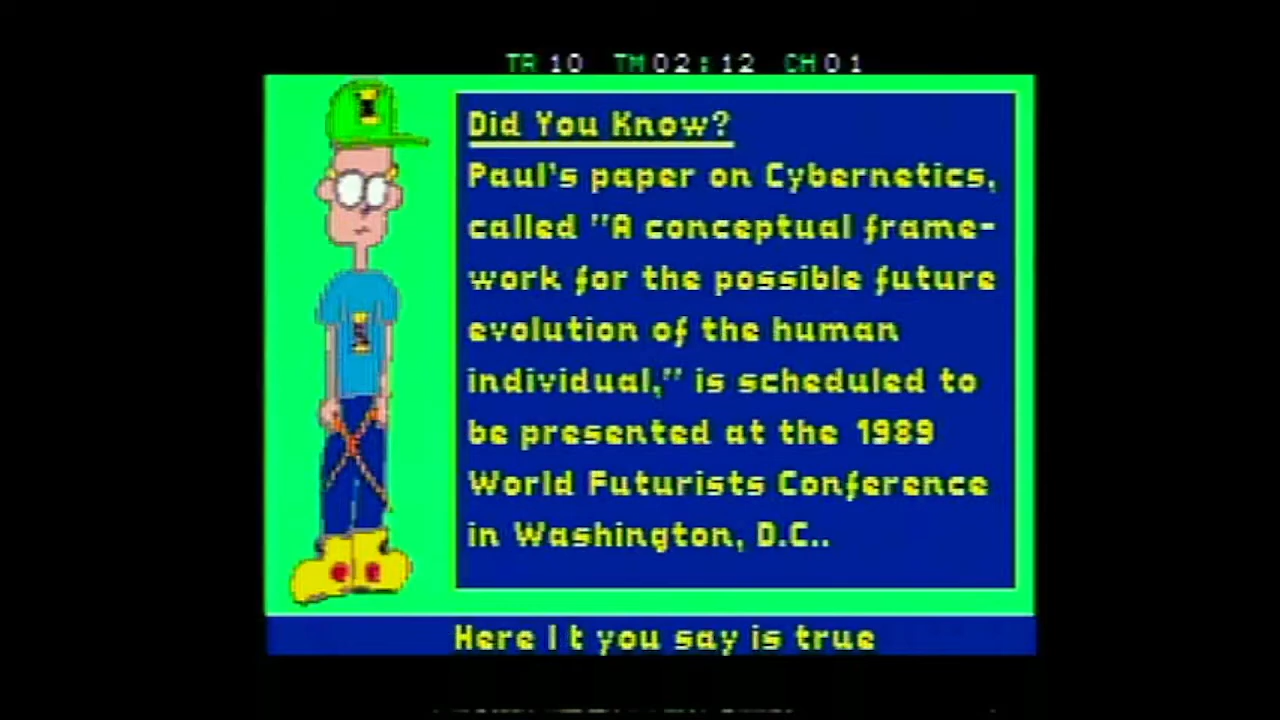 TR 10 TM 02:12 CH 01
Did You Know?
Paul's paper on Cybernetics,
called "A conceptual frame-
work for the possible future
evolution of the human
individual," is scheduled to
be presented at the 1989
World Futurists Conference
in Washington, D.C..
Here I t you say is true